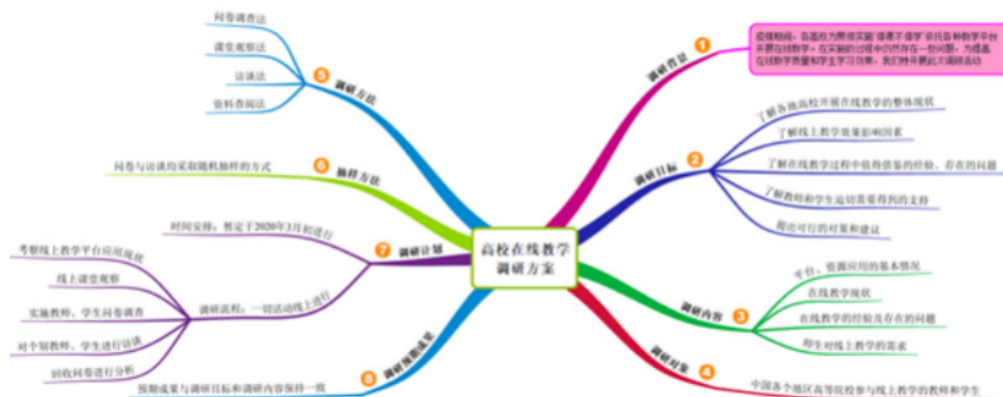 高校在线教学
调研方案
1
调研背景
疫情期间，各高校为贯彻实施"停课不停学"依托各种教学平台
开展在线教学，在实施的过程中仍然存在一些问题，为提高
在线教学质量和学生学习效果，我们特开展此次调研活动
2
调研目标
了解各地高校开展在线教学的整体现状
了解线上教学效果影响因素
了解在线教学过程中值得借鉴的经验、存在的问题
了解教师和学生迫切需要得到的支持
提出可行的对策和建议
3
调研内容
平台、资源应用的基本情况
在线教学现状
在线教学的经验及存在的问题
师生对线上教学的需求
4
调研对象
中国各个地区高等院校参与线上教学的教师和学生
5
调研方法
问卷调查法
课堂观察法
访谈法
资料查阅法
6
抽样方法
问卷与访谈均采取随机抽样的方式
7
调研计划
时间安排：暂定于2020年3月初进行
调研流程：一切活动线上进行
考察线上教学平台应用现状
线上课堂观察
实施教师、学生问卷调查
对个别教师、学生进行访谈
回收问卷进行分析
8
调研预期成果
预期成果与调研目标和调研内容保持一致